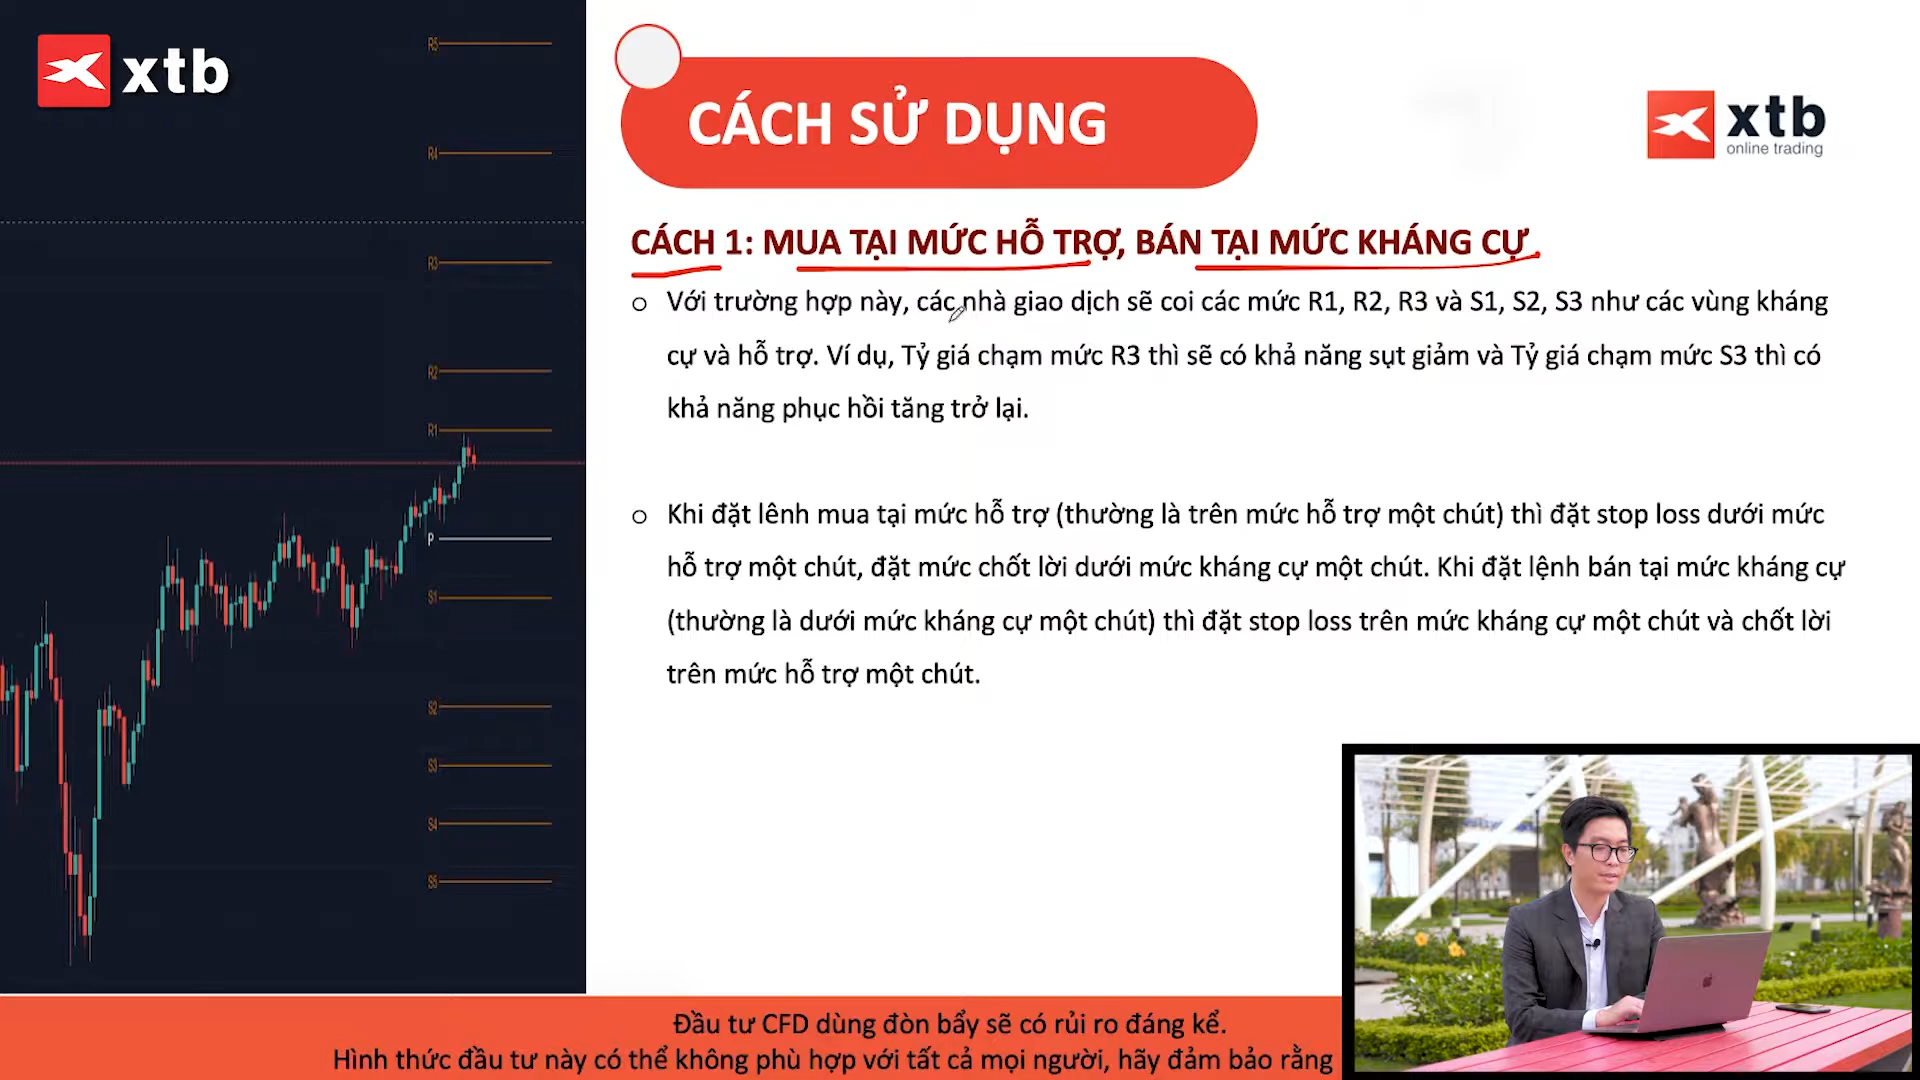 xtb
R5
R4
R3
R2
R1
P
S1
S2
S3
S4
S5
CÁCH SỬ DỤNG
xtb
online trading
CÁCH 1: MUA TẠI MỨC HỖ TRỢ, BÁN TẠI MỨC KHÁNG CỰ.
Với trường hợp này, các nhà giao dịch sẽ coi các mức R1, R2, R3 và S1, S2, S3 như các vùng kháng
cự và hỗ trợ. Ví dụ, Tỷ giá chạm mức R3 thì sẽ có khả năng sụt giảm và Tỷ giá chạm mức S3 thì có
khả năng phục hồi tăng trở lại.
Khi đặt lênh mua tại mức hỗ trợ (thường là trên mức hỗ trợ một chút) thì đặt stop loss dưới mức
hỗ trợ một chút, đặt mức chốt lời dưới mức kháng cự một chút. Khi đặt lệnh bán tại mức kháng cự
(thường là dưới mức kháng cự một chút) thì đặt stop loss trên mức kháng cự một chút và chốt lời
trên mức hỗ trợ một chút.
Đầu tư CFD dùng đòn bẩy sẽ có rủi ro đáng kể.
Hình thức đầu tư này có thể không phù hợp với tất cả mọi người, hãy đảm bảo rằng